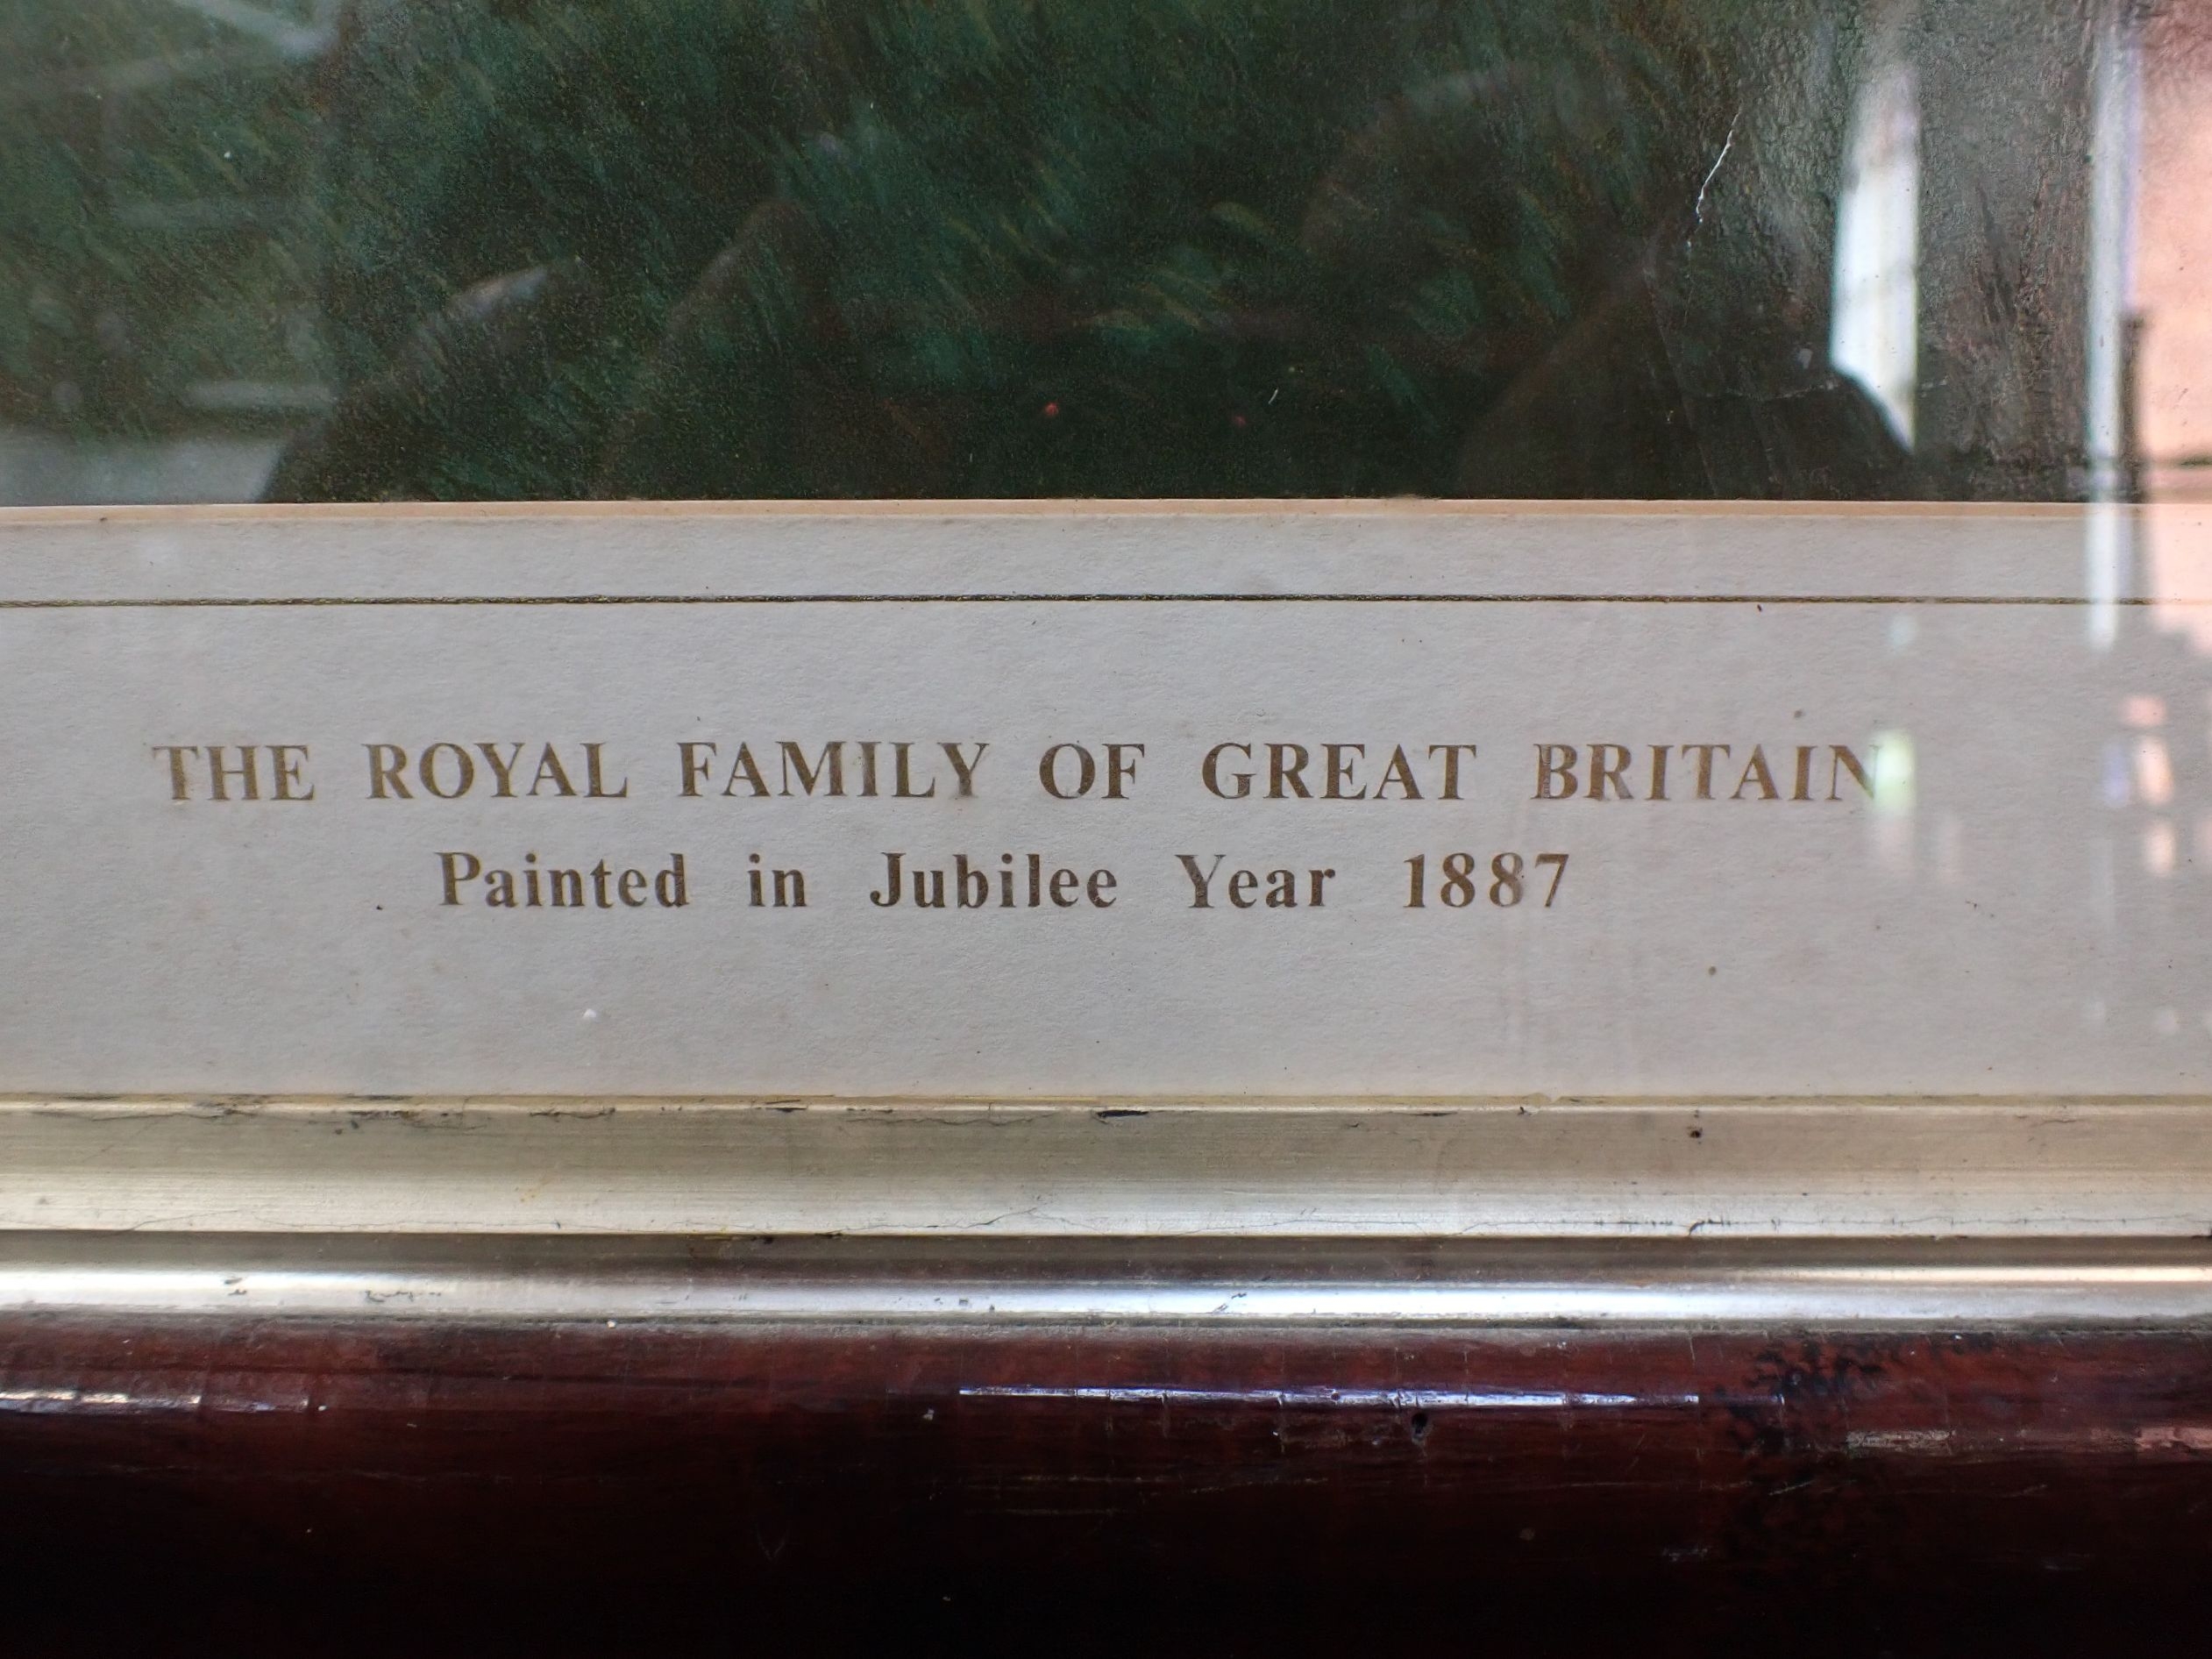 THE ROYAL FAMILY OF GREAT BRITAIN
Painted in Jubilee Year 1887